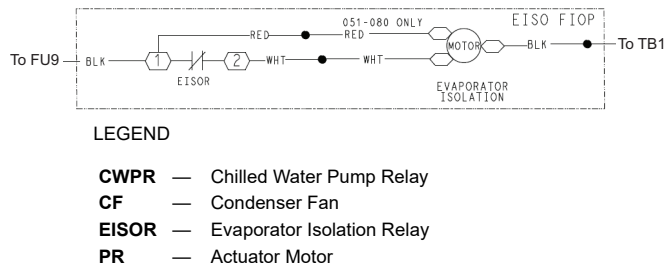 051-080 ONLY
EISO FIOP
RED
RED
To FU9
BLK
1
2
WHT
WHT
MOTOR
BLK
To TB1
EISOR
EVAPORATOR
ISOLATION
LEGEND
CWPR — Chilled Water Pump Relay
CF — Condenser Fan
EISOR — Evaporator Isolation Relay
PR — Actuator Motor